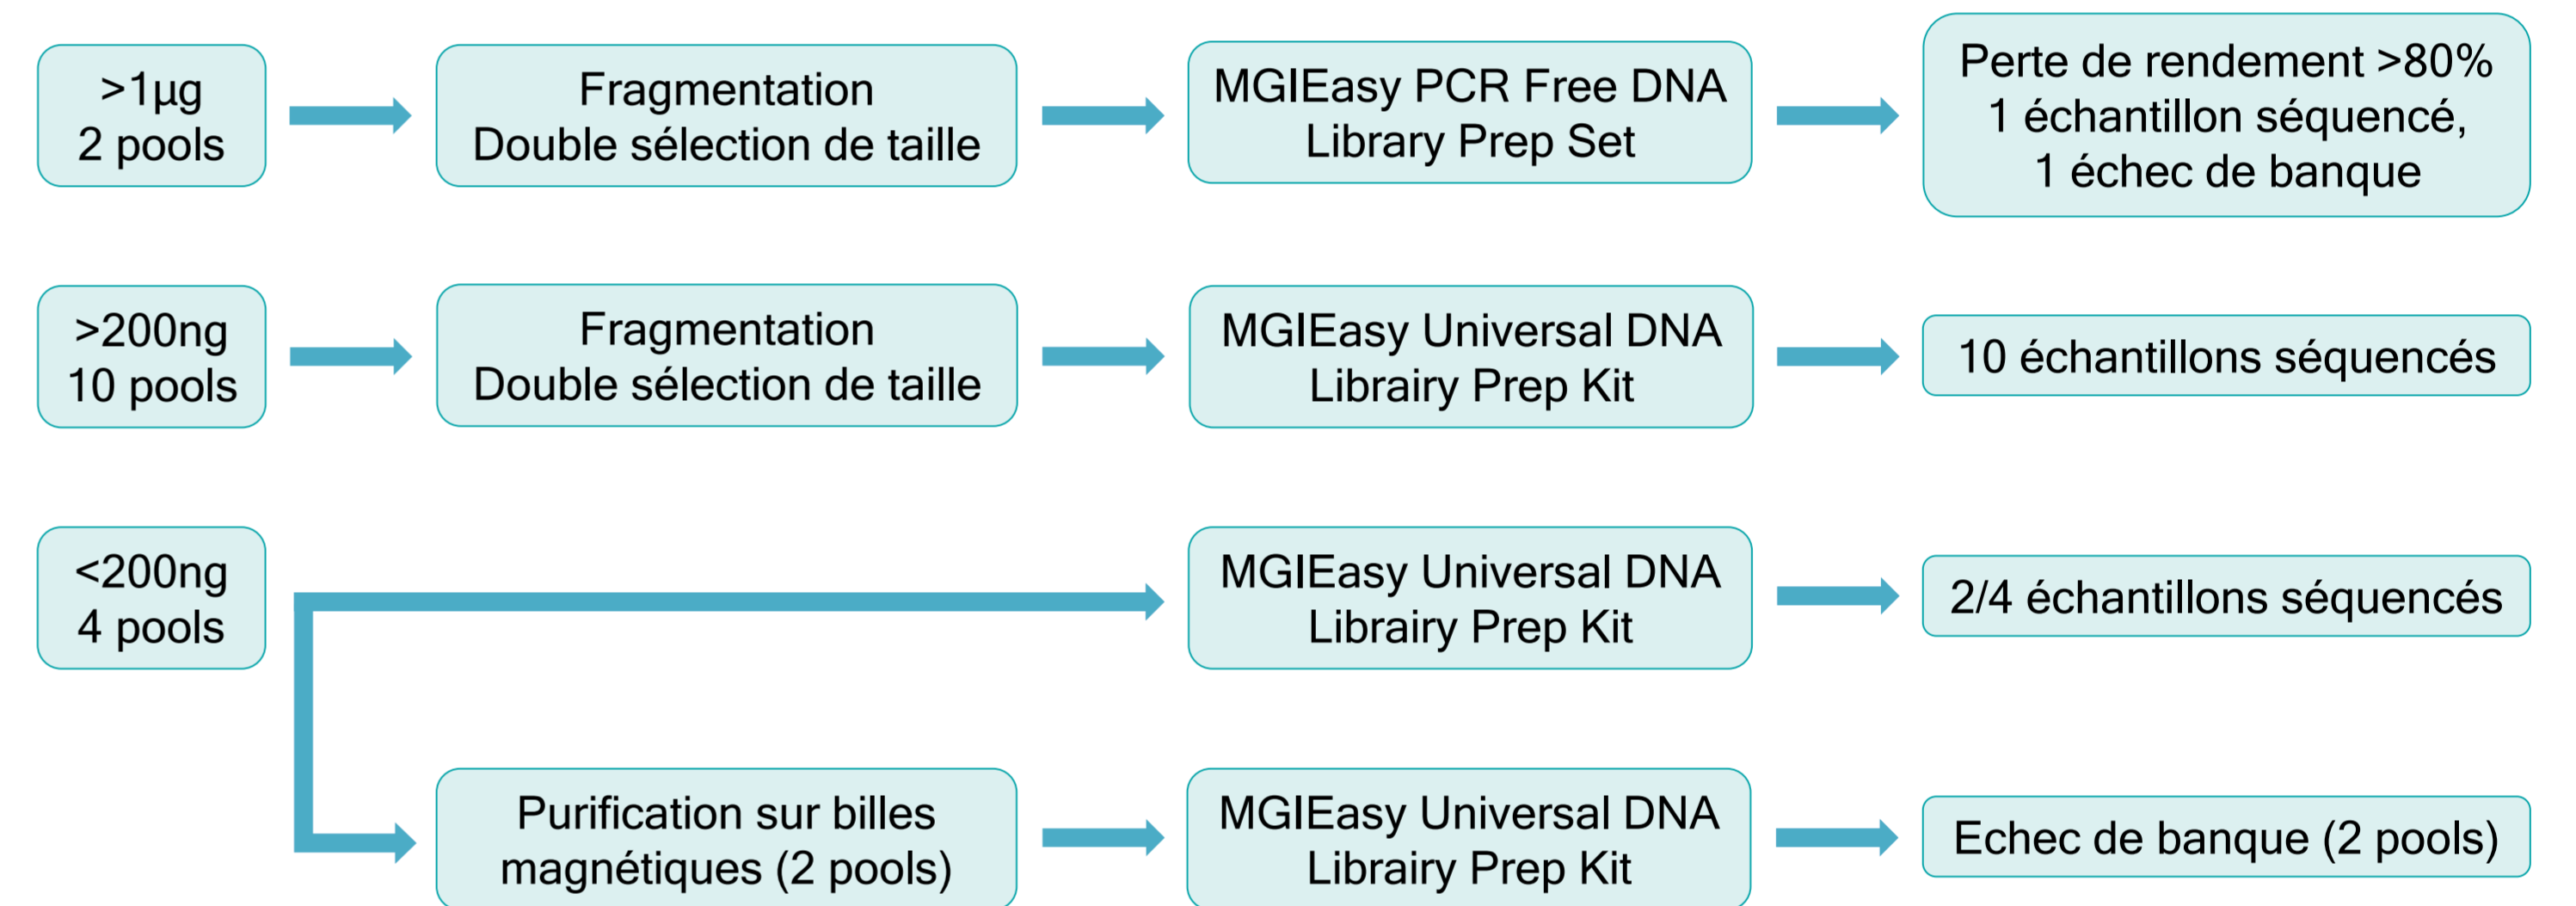 >1µg
2 pools
Fragmentation
Double sélection de taille
MGIEasy PCR Free DNA
Library Prep Set
Perte de rendement >80%
1 échantillon séquencé,
1 échec de banque
>200ng
10 pools
Fragmentation
Double sélection de taille
MGIEasy Universal DNA
Librairy Prep Kit
10 échantillons séquencés
<200ng
4 pools
MGIEasy Universal DNA
Librairy Prep Kit
2/4 échantillons séquencés
Purification sur billes
magnétiques (2 pools)
MGIEasy Universal DNA
Librairy Prep Kit
Echec de banque (2 pools)